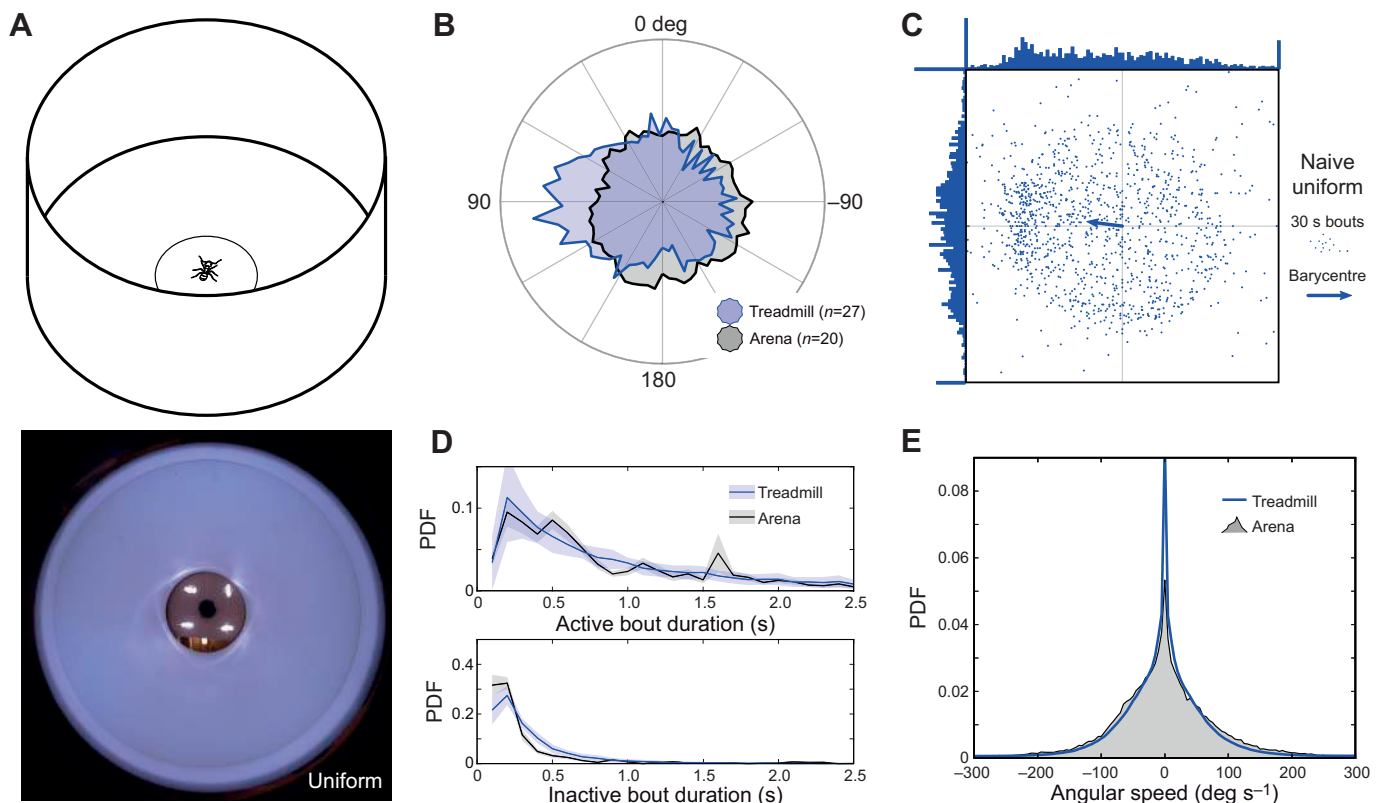 A
B
C
0 deg
90
–90
180
Treadmill (n=27)
Arena (n=20)
Naive
uniform
30 s bouts
Barycentre
Uniform
D
PDF
0.1
0
Treadmill
Arena
0 0.5 1.0 1.5 2.0 2.5
Active bout duration (s)
PDF
0.4
0.2
0
0 0.5 1.0 1.5 2.0 2.5
Inactive bout duration (s)
E
PDF
0.08
0.06
0.04
0.02
0
Treadmill
Arena
–300 –200 –100 0 100 200 300
Angular speed (deg s–1)